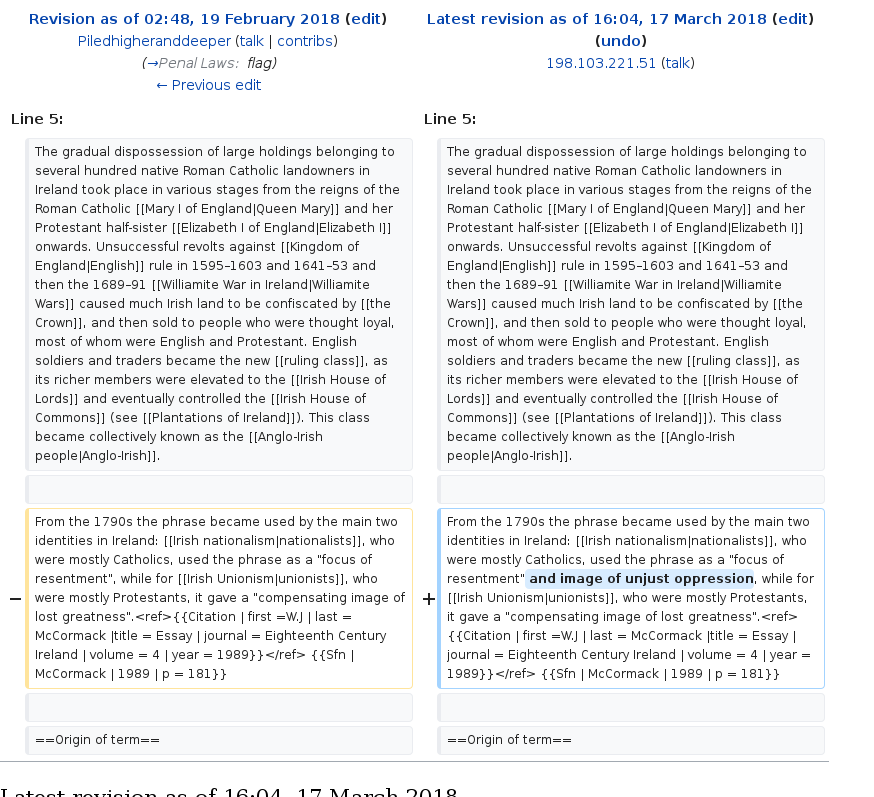 Revision as of 02:48, 19 February 2018 (edit)
Piledhigheranddeeper (talk | contribs)
(→Penal Laws: flag)
← Previous edit
Latest revision as of 16:04, 17 March 2018 (edit)
(undo)
198.103.221.51 (talk)
Line 5:
The gradual dispossession of large holdings belonging to
several hundred native Roman Catholic landowners in
Ireland took place in various stages from the reigns of the
Roman Catholic [[Mary I of England|Queen Mary]] and her
Protestant half-sister [[Elizabeth I of England|Elizabeth I]]
onwards. Unsuccessful revolts against [[Kingdom of
England|English]] rule in 1595–1603 and 1641–53 and
then the 1689–91 [[Williamite War in Ireland|Williamite
Wars]] caused much Irish land to be confiscated by [[the
Crown]], and then sold to people who were thought loyal,
most of whom were English and Protestant. English
soldiers and traders became the new [[ruling class]], as
its richer members were elevated to the [[Irish House of
Lords]] and eventually controlled the [[Irish House of
Commons]] (see [[Plantations of Ireland]]). This class
became collectively known as the [[Anglo-Irish
people|Anglo-Irish]].
Line 5:
The gradual dispossession of large holdings belonging to
several hundred native Roman Catholic landowners in
Ireland took place in various stages from the reigns of the
Roman Catholic [[Mary I of England|Queen Mary]] and her
Protestant half-sister [[Elizabeth I of England|Elizabeth I]]
onwards. Unsuccessful revolts against [[Kingdom of
England|English]] rule in 1595–1603 and 1641–53 and
then the 1689–91 [[Williamite War in Ireland|Williamite
Wars]] caused much Irish land to be confiscated by [[the
Crown]], and then sold to people who were thought loyal,
most of whom were English and Protestant. English
soldiers and traders became the new [[ruling class]], as
its richer members were elevated to the [[Irish House of
Lords]] and eventually controlled the [[Irish House of
Commons]] (see [[Plantations of Ireland]]). This class
became collectively known as the [[Anglo-Irish
people|Anglo-Irish]].
−
From the 1790s the phrase became used by the main two
identities in Ireland: [[Irish nationalism|nationalists]], who
were mostly Catholics, used the phrase as a "focus of
resentment", while for [[Irish Unionism|unionists]], who
were mostly Protestants, it gave a "compensating image of
lost greatness".<ref>{{Citation | first =W.J | last =
McCormack |title = Essay | journal = Eighteenth Century
Ireland | volume = 4 | year = 1989}}</ref> {{Sfn |
McCormack | 1989 | p = 181}}
+
From the 1790s the phrase became used by the main two
identities in Ireland: [[Irish nationalism|nationalists]], who
were mostly Catholics, used the phrase as a "focus of
resentment" and image of unjust oppression, while for
[[Irish Unionism|unionists]], who were mostly Protestants,
it gave a "compensating image of lost greatness".<ref>
{{Citation | first =W.J | last = McCormack |title = Essay |
journal = Eighteenth Century Ireland | volume = 4 | year =
1989}}</ref> {{Sfn | McCormack | 1989 | p = 181}}
==Origin of term==
==Origin of term==
Latest revision as of 16:04, 17 March 2018